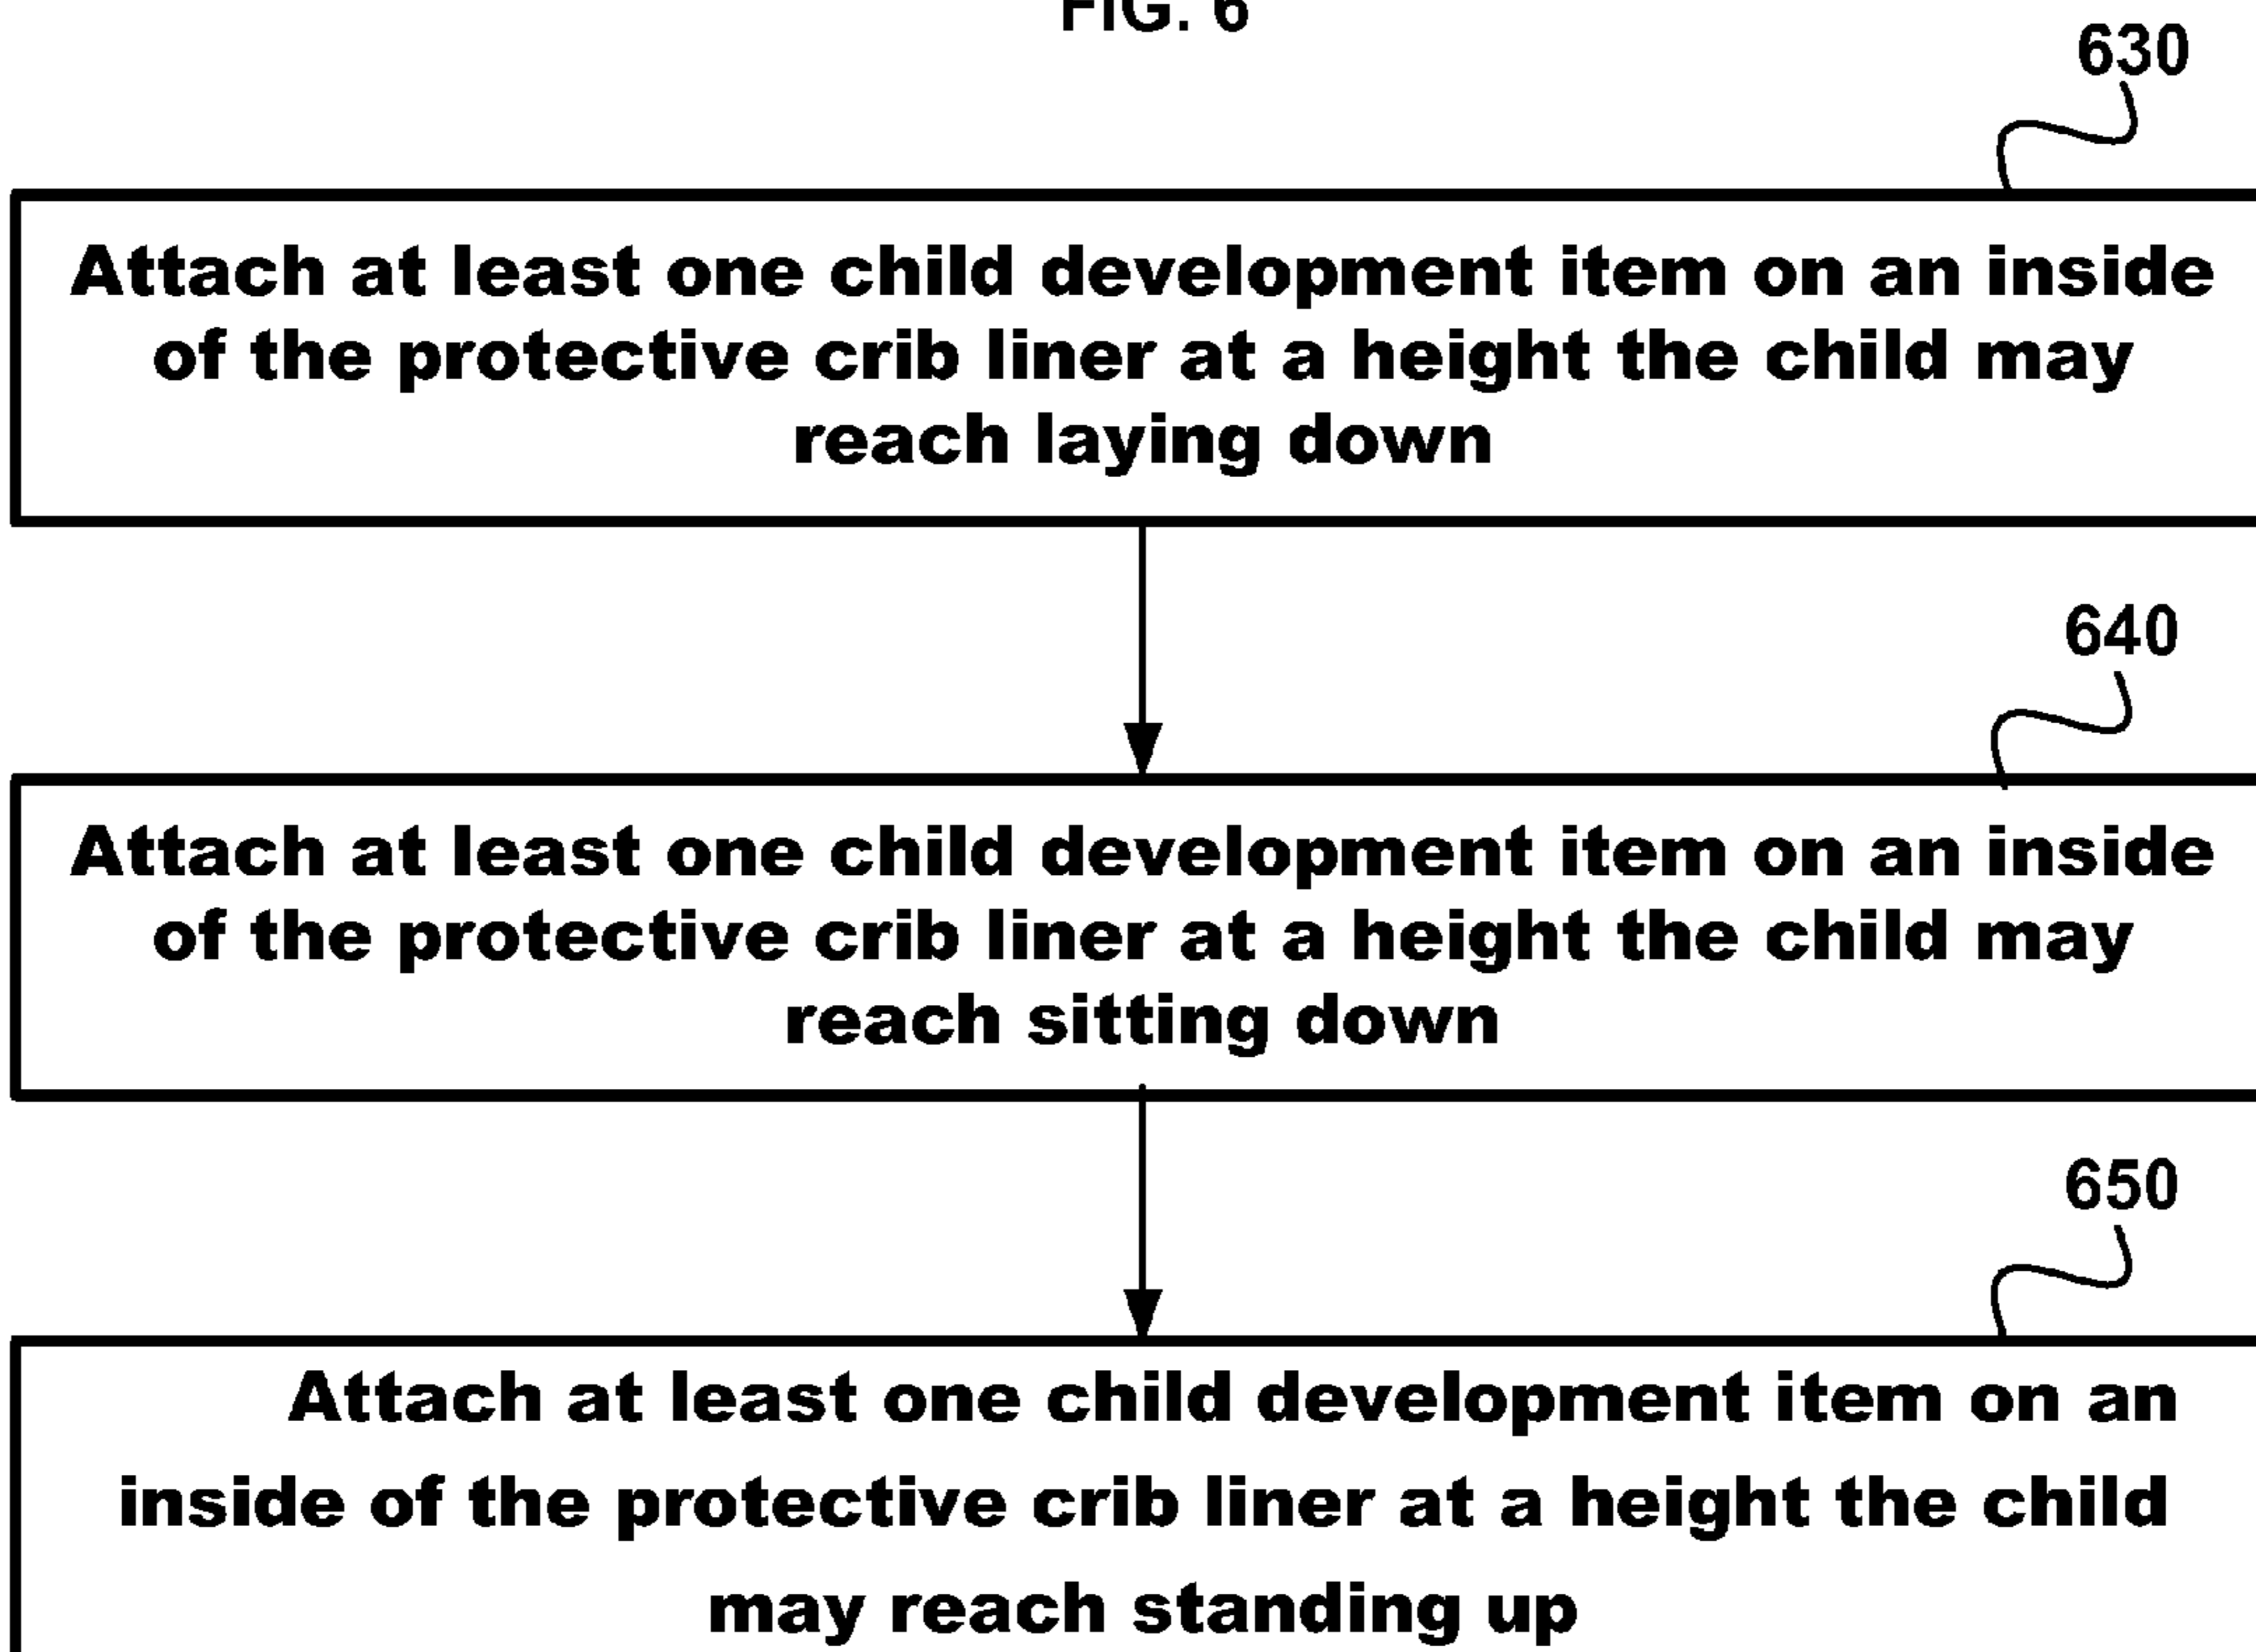 FIG. 6
630
Attach at least one child development item on an inside
of the protective crib liner at a height the child may
reach laying down
640
Attach at least one child development item on an inside
of the protective crib liner at a height the child may
reach sitting down
650
Attach at least one child development item on an
inside of the protective crib liner at a height the child
may reach standing up